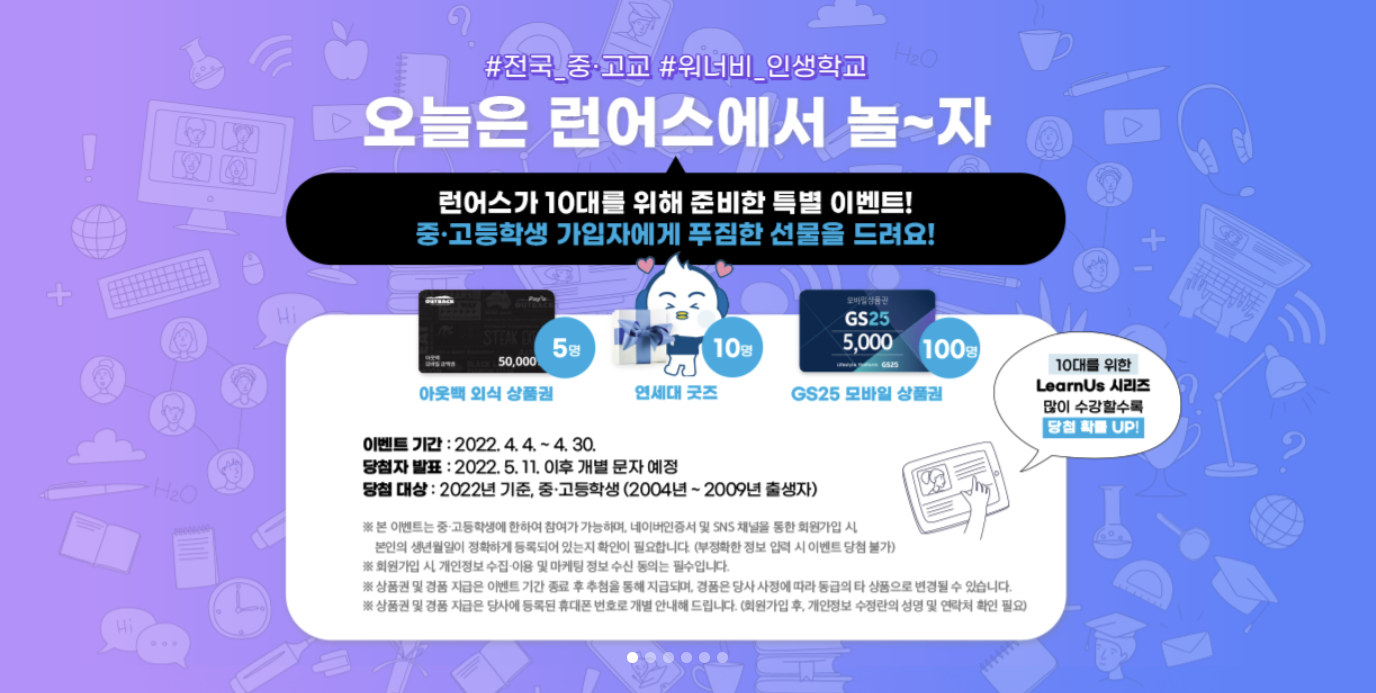 #전국_중·고교 #워너비_인생학교
오늘은 런어스에서 놀~자
런어스가 10대를 위해 준비한 특별 이벤트!
중·고등학생 가입자에게 푸짐한 선물을 드려요!
OUTBACK
아웃백
50,000
5명
10명
모바일상품권
GS25
5,000
GS25
100명
아웃백 외식 상품권
연세대 굿즈
GS25 모바일 상품권
10대를 위한
LearnUs 시리즈
많이 수강할수록
당첨 확률 UP!
이벤트 기간 : 2022. 4. 4. ~ 4. 30.
당첨자 발표 : 2022. 5. 11. 이후 개별 문자 예정
당첨 대상 : 2022년 기준, 중·고등학생 (2004년 ~ 2009년 출생자)
※ 본 이벤트는 중·고등학생에 한하여 참여가 가능하며, 네이버인증서 및 SNS 채널을 통한 회원가입 시,
본인의 생년월일이 정확하게 등록되어 있는지 확인이 필요합니다. (부정확한 정보 입력 시 이벤트 당첨 불가)
※ 회원가입 시, 개인정보 수집·이용 및 마케팅 정보 수신 동의는 필수입니다.
※ 상품권 및 경품 지급은 이벤트 기간 종료 후 추첨을 통해 지급되며, 경품은 당사 사정에 따라 동급의 타 상품으로 변경될 수 있습니다.
※ 상품권 및 경품 지급은 당사에 등록된 휴대폰 번호로 개별 안내해 드립니다. (회원가입 후, 개인정보 수정란의 성명 및 연락처 확인 필요)
H₂O
Hi
H₂O
Hi